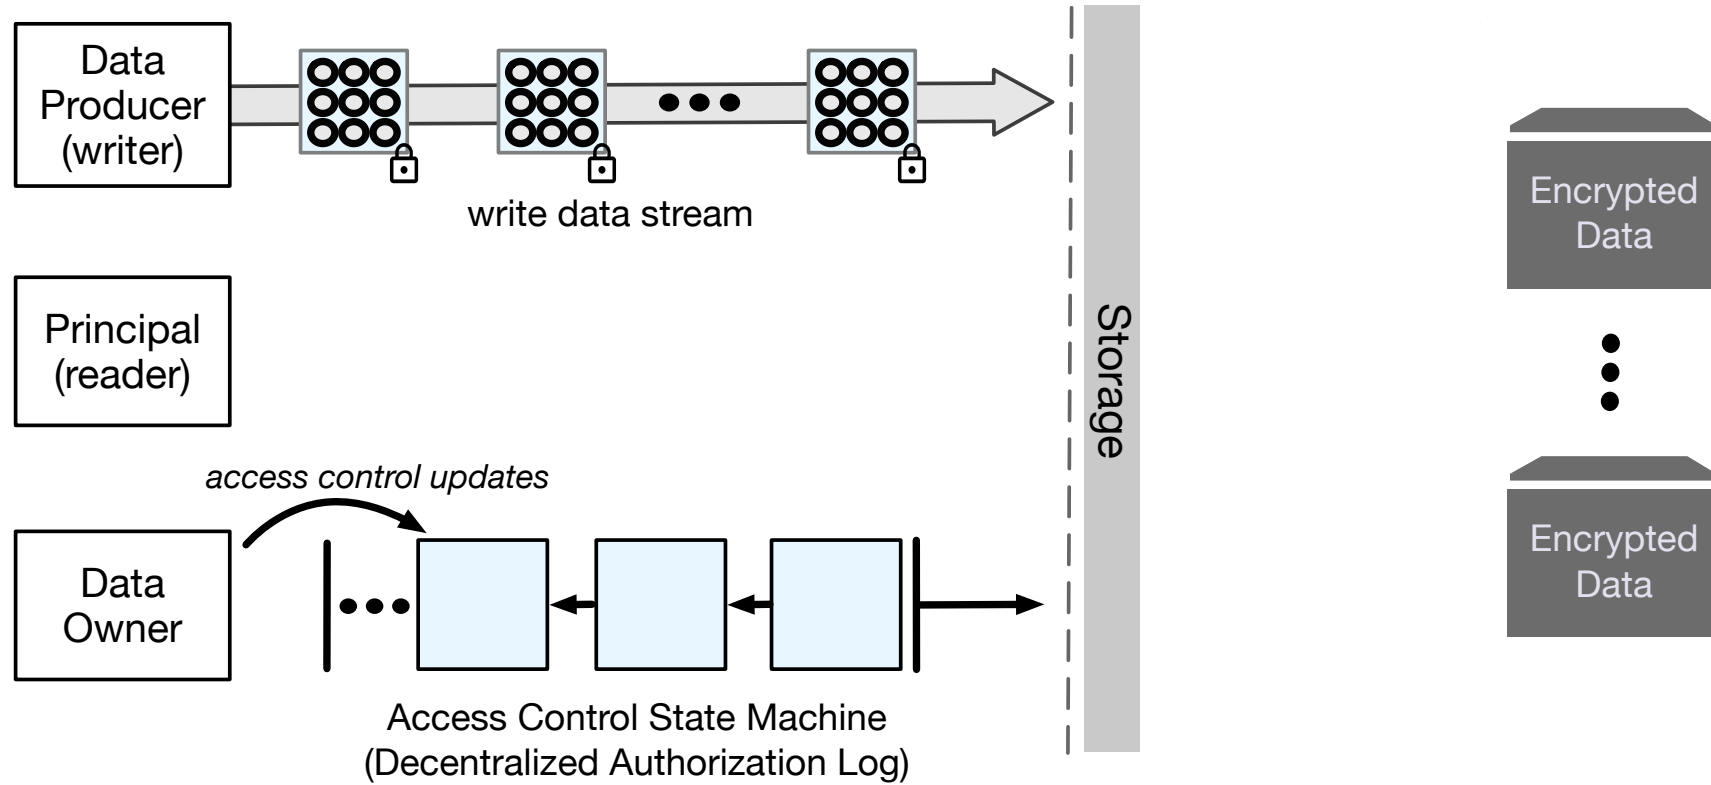 Data
Producer
(writer)
write data stream
Encrypted
Data
Principal
(reader)
Storage
access control updates
Data
Owner
Encrypted
Data
Access Control State Machine
(Decentralized Authorization Log)